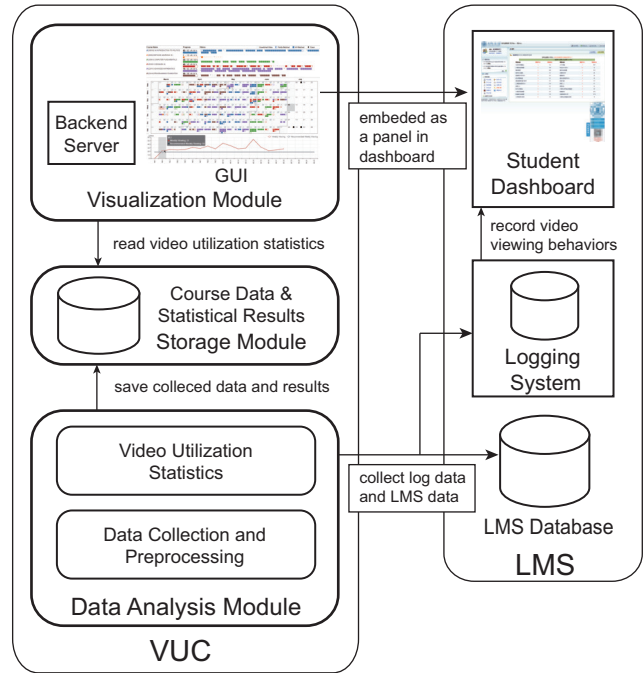 Backend
Server
GUI
Visualization Module
read video utilization statistics
Course Data &
Statistical Results
Storage Module
save colleced data and results
Video Utilization
Statistics
Data Collection and
Preprocessing
Data Analysis Module
VUC
embeded as
a panel in
dashboard
collect log data
and LMS data
Student
Dashboard
record video
viewing behaviors
Logging
System
LMS Database
LMS